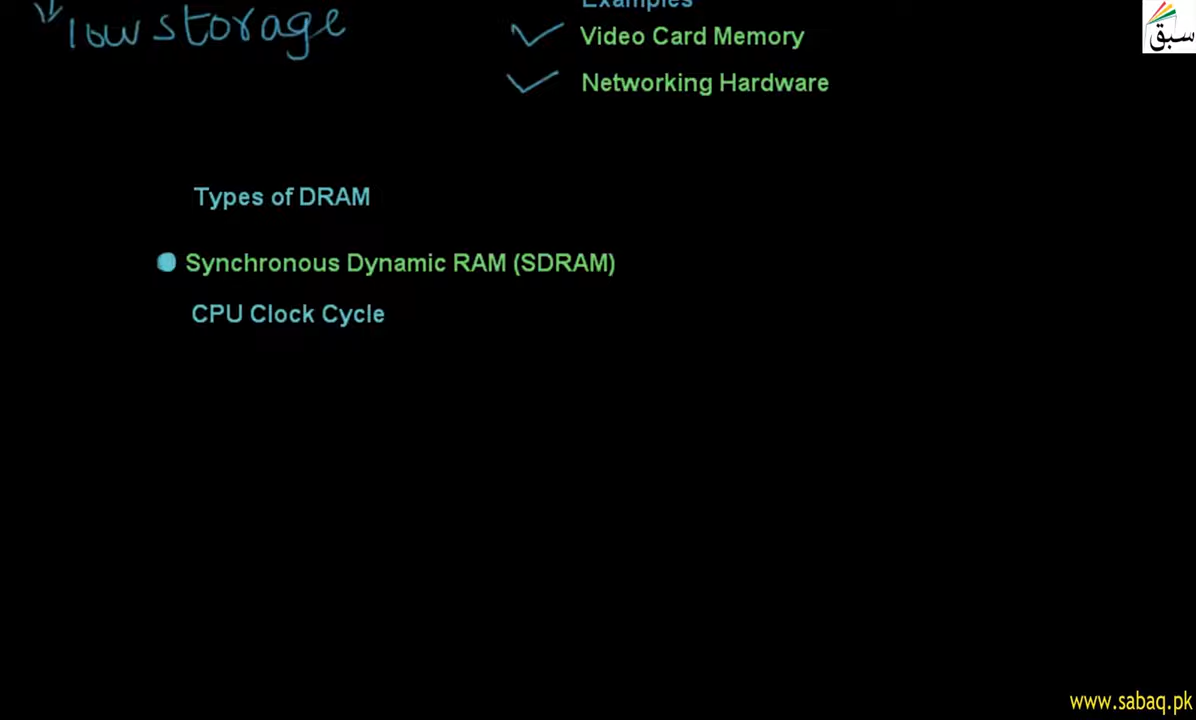 low storage
Examples
Video Card Memory
Networking Hardware
سبق
Types of DRAM
Synchronous Dynamic RAM (SDRAM)
CPU Clock Cycle
www.sabaq.pk